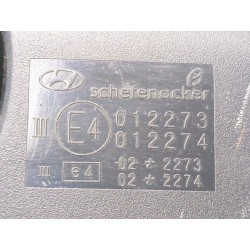 schefenacker
III E4 012273
012274
02 * 2273
III e4 02 * 2274